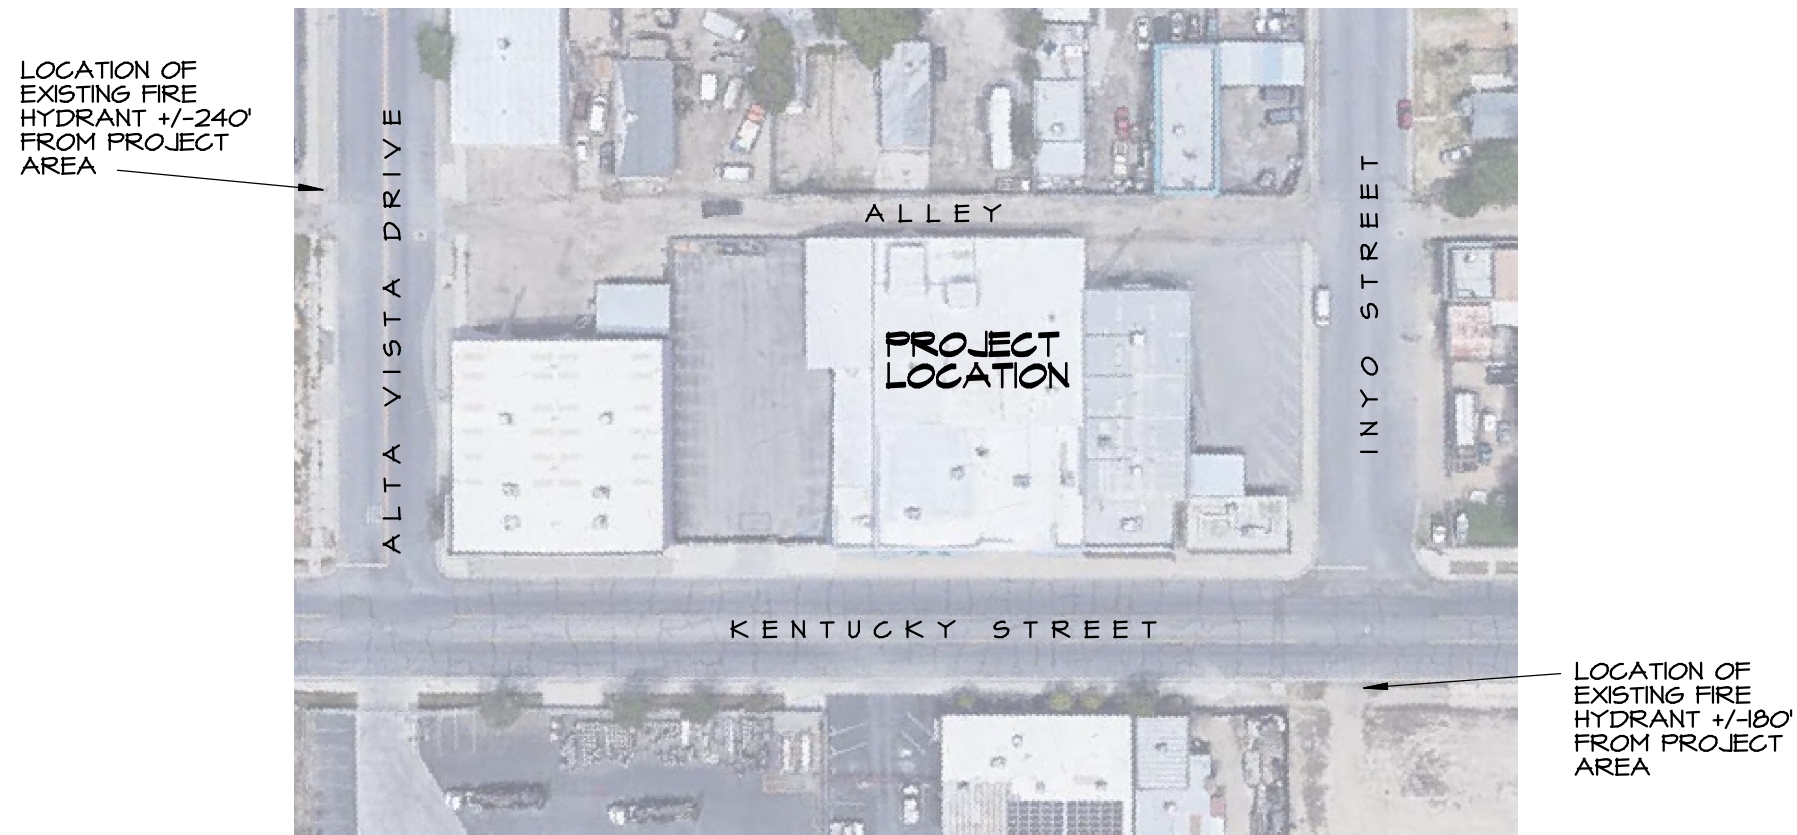 LOCATION OF
EXISTING FIRE
HYDRANT +/-240'
FROM PROJECT
AREA
ALTA VISTA DRIVE
ALLEY
PROJECT
LOCATION
INYO STREET
KENTUCKY STREET
LOCATION OF
EXISTING FIRE
HYDRANT +/-180'
FROM PROJECT
AREA